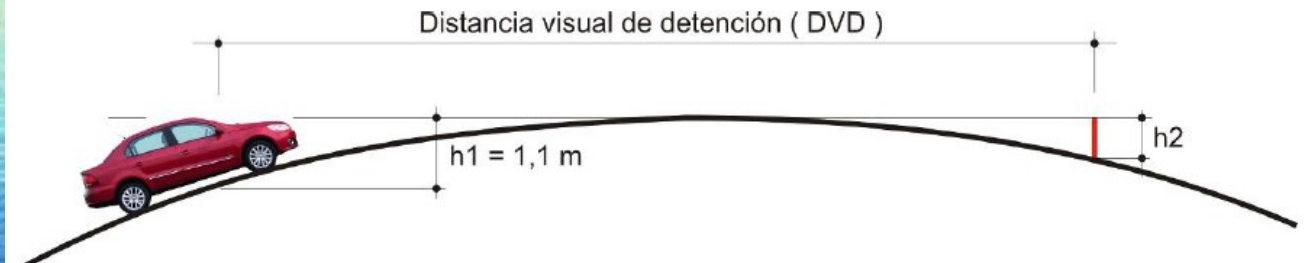 Distancia visual de detención ( DVD )
h1 = 1,1 m
h2